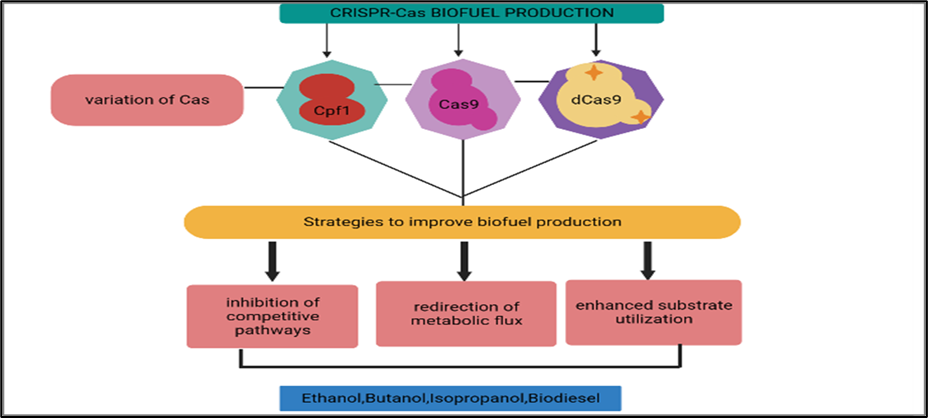 CRISPR-Cas BIOFUEL PRODUCTION
variation of Cas
Cpf1
Cas9
dCas9
Strategies to improve biofuel production
inhibition of
competitive
pathways
redirection of
metabolic flux
enhanced substrate
utilization
Ethanol,Butanol,Isopropanol,Biodiesel